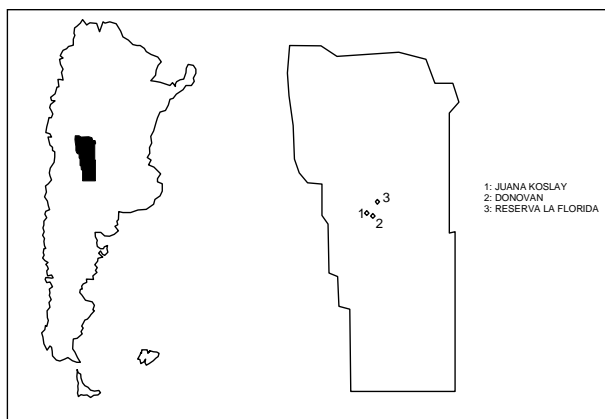 3
1
2
1: JUANA KOSLAY
2: DONOVAN
3: RESERVA LA FLORIDA